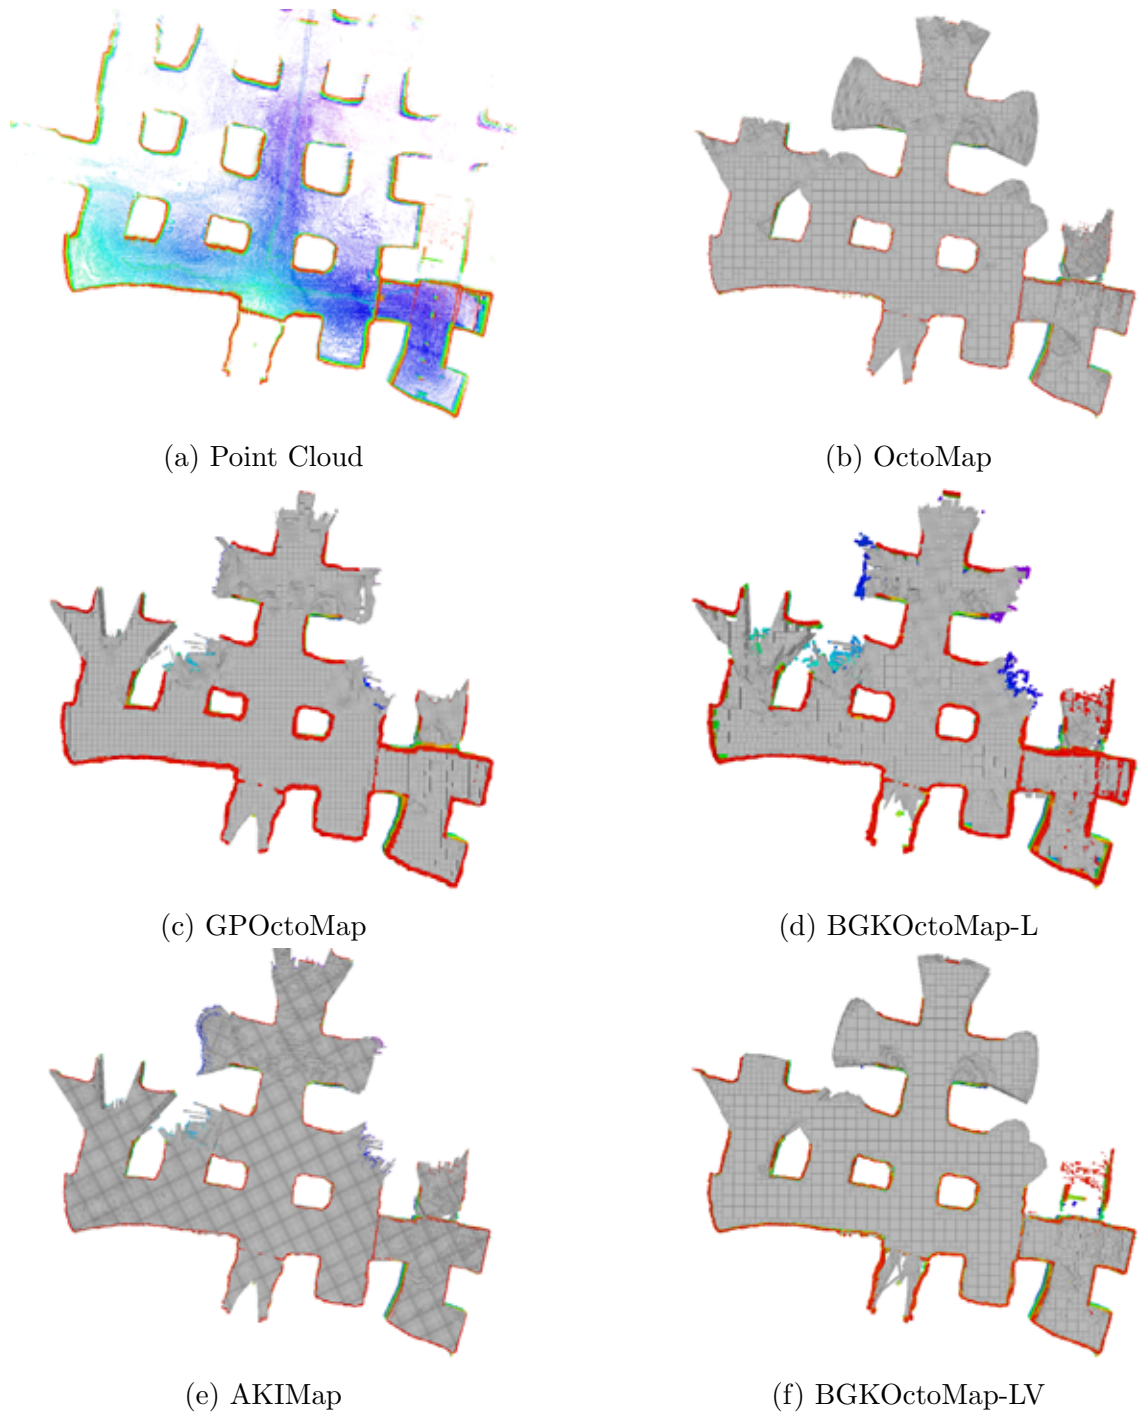 (a) Point Cloud
(b) OctoMap
(c) GPOctoMap
(d) BGKOctoMap-L
(e) AKIMap
(f) BGKOctoMap-LV